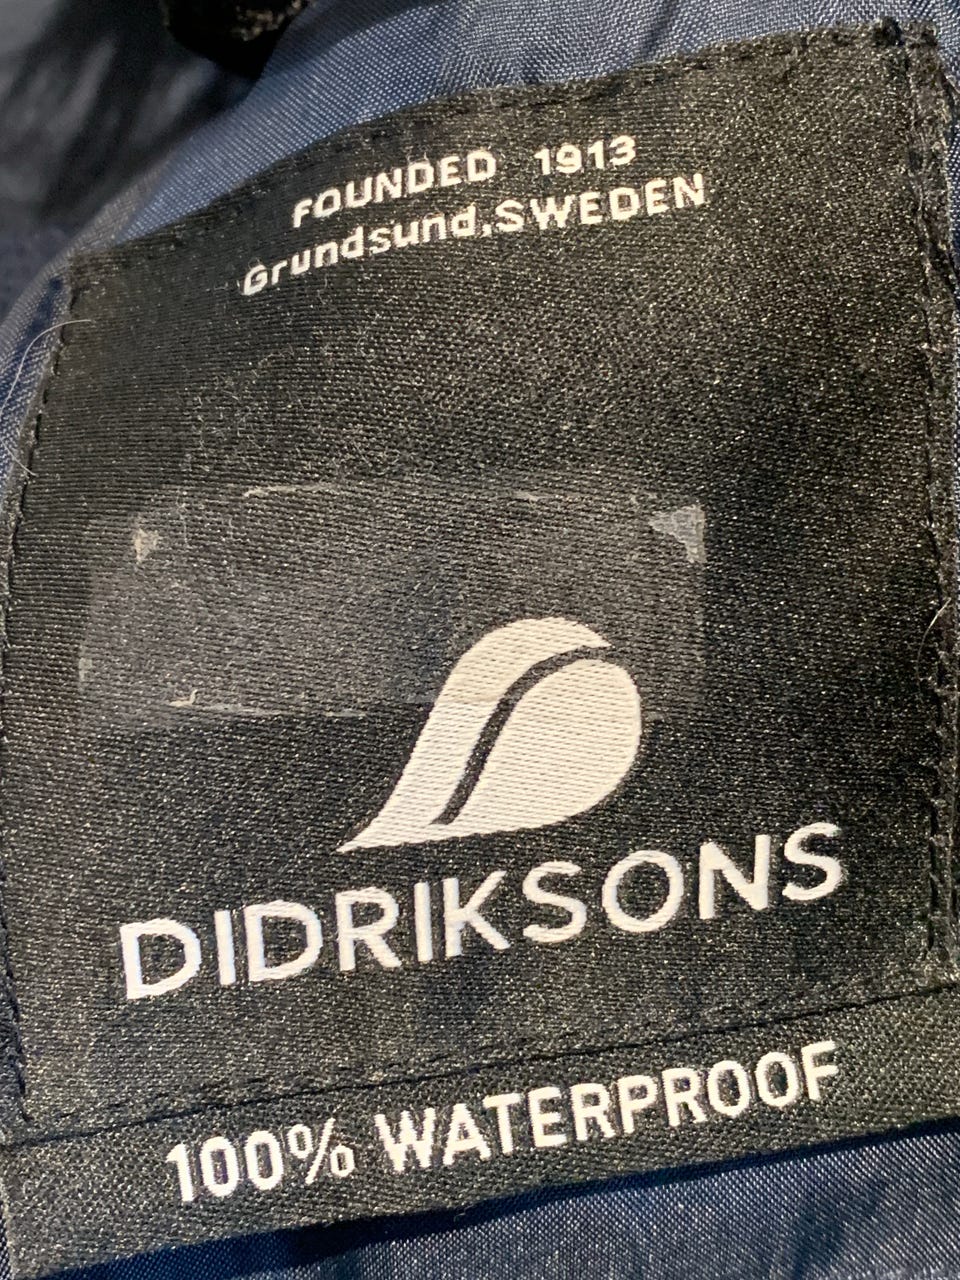 FOUNDED 1913
Grundsund,SWEDEN
DIDRIKSONS
100% WATERPROOF